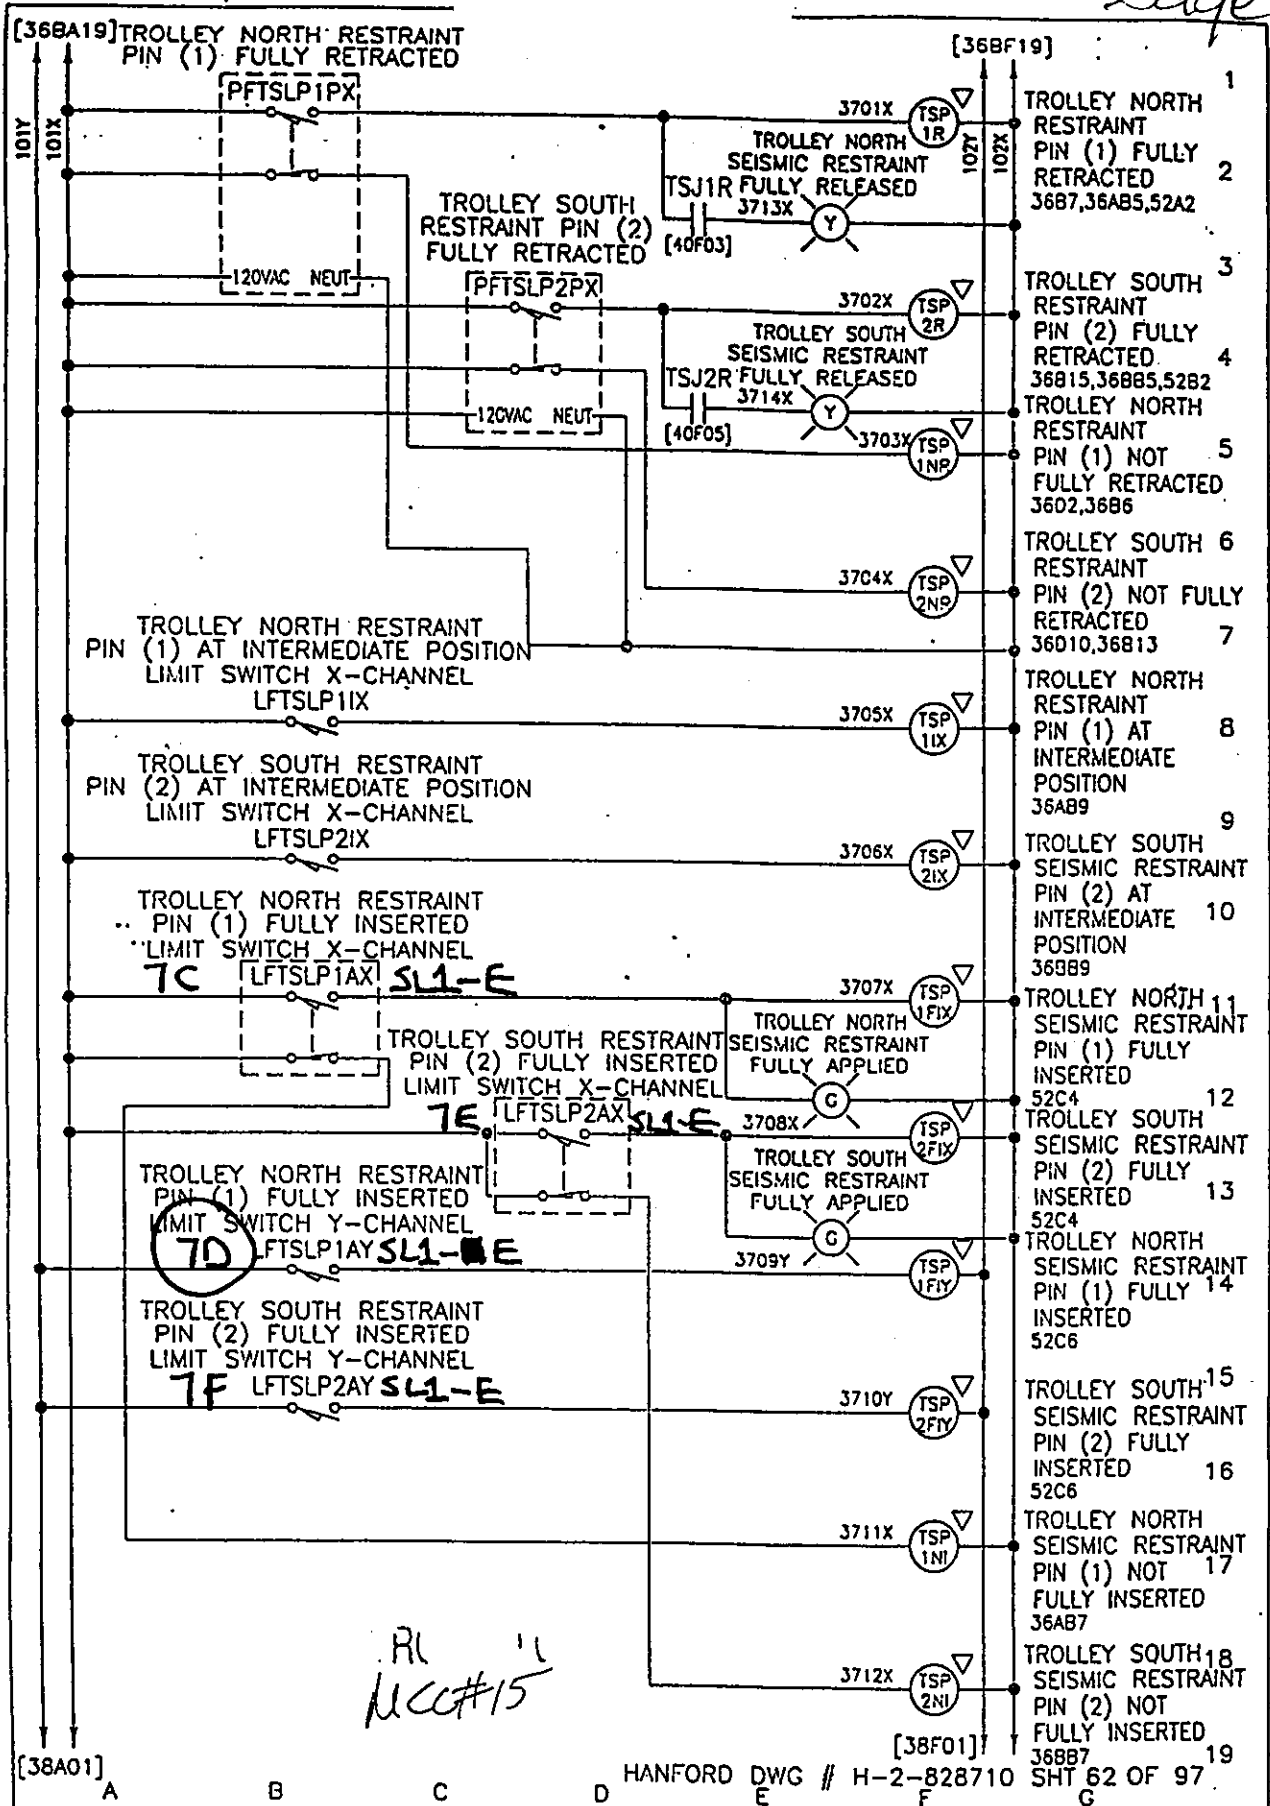 [36BA19]
TROLLEY NORTH RESTRAINT
PIN (1) FULLY RETRACTED
[36BF19]
101Y
101X
PFTSLP1PX
120VAC NEUT
3701X
TSP
1R
102Y
102X
1
TROLLEY NORTH
RESTRAINT
PIN (1) FULLY
RETRACTED
2
36B7,36AB5,52A2
TROLLEY NORTH
SEISMIC RESTRAINT
FULLY RELEASED
TSJ1R
3713X
Y
[40F03]
TROLLEY SOUTH
RESTRAINT PIN (2)
FULLY RETRACTED
PFTSLP2PX
120VAC NEUT
3702X
TSP
2R
3
TROLLEY SOUTH
RESTRAINT
PIN (2) FULLY
RETRACTED
4
36B15,36BB5,52B2
TROLLEY SOUTH
SEISMIC RESTRAINT
FULLY RELEASED
TSJ2R
3714X
Y
[40F05]
3703X
TSP
1NR
TROLLEY NORTH
RESTRAINT
PIN (1) NOT
5
FULLY RETRACTED
36D2,36B6
3704X
TSP
2NR
TROLLEY SOUTH
6
RESTRAINT
PIN (2) NOT FULLY
RETRACTED
7
36D10,36B13
TROLLEY NORTH RESTRAINT
PIN (1) AT INTERMEDIATE POSITION
LIMIT SWITCH X-CHANNEL
LFTSLP1IX
3705X
TSP
1IX
TROLLEY NORTH
RESTRAINT
PIN (1) AT
8
INTERMEDIATE
POSITION
36AB9
TROLLEY SOUTH RESTRAINT
PIN (2) AT INTERMEDIATE POSITION
LIMIT SWITCH X-CHANNEL
LFTSLP2IX
3706X
TSP
2IX
9
TROLLEY SOUTH
SEISMIC RESTRAINT
PIN (2) AT
INTERMEDIATE
10
POSITION
36BB9
TROLLEY NORTH RESTRAINT
PIN (1) FULLY INSERTED
LIMIT SWITCH X-CHANNEL
7C
LFTSLP1AX
SL1-E
3707X
TSP
1FIX
TROLLEY NORTH
11
SEISMIC RESTRAINT
PIN (1) FULLY
INSERTED
52C4
12
TROLLEY NORTH
SEISMIC RESTRAINT
FULLY APPLIED
G
TROLLEY SOUTH RESTRAINT
PIN (2) FULLY INSERTED
LIMIT SWITCH X-CHANNEL
7E
LFTSLP2AX
SL1-E
3708X
TSP
2FIX
TROLLEY SOUTH
SEISMIC RESTRAINT
PIN (2) FULLY
INSERTED
13
52C4
TROLLEY SOUTH
SEISMIC RESTRAINT
FULLY APPLIED
G
TROLLEY NORTH RESTRAINT
PIN (1) FULLY INSERTED
LIMIT SWITCH Y-CHANNEL
7D
LFTSLP1AY
SL1-E
3709Y
TSP
1FIY
TROLLEY NORTH
SEISMIC RESTRAINT
PIN (1) FULLY
14
INSERTED
52C6
TROLLEY SOUTH RESTRAINT
PIN (2) FULLY INSERTED
LIMIT SWITCH Y-CHANNEL
7F
LFTSLP2AY
SL1-E
3710Y
TSP
2FIY
TROLLEY SOUTH
15
SEISMIC RESTRAINT
PIN (2) FULLY
INSERTED
16
52C6
3711X
TSP
1NI
TROLLEY NORTH
SEISMIC RESTRAINT
PIN (1) NOT
17
FULLY INSERTED
36AB7
MCC#15
3712X
TSP
2NI
TROLLEY SOUTH
18
SEISMIC RESTRAINT
PIN (2) NOT
FULLY INSERTED
36BB7
19
[38A01]
[38F01]
HANFORD DWG # H-2-828710 SHT 62 OF 97
A B C D E F G